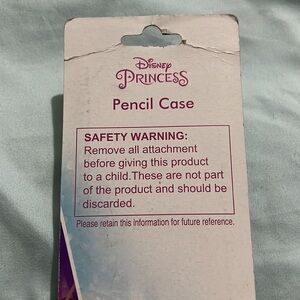 Disney
PRINCESS
Pencil Case
SAFETY WARNING:
Remove all attachment
before giving this product
to a child.These are not part
of the product and should be
discarded.
Please retain this information for future reference.